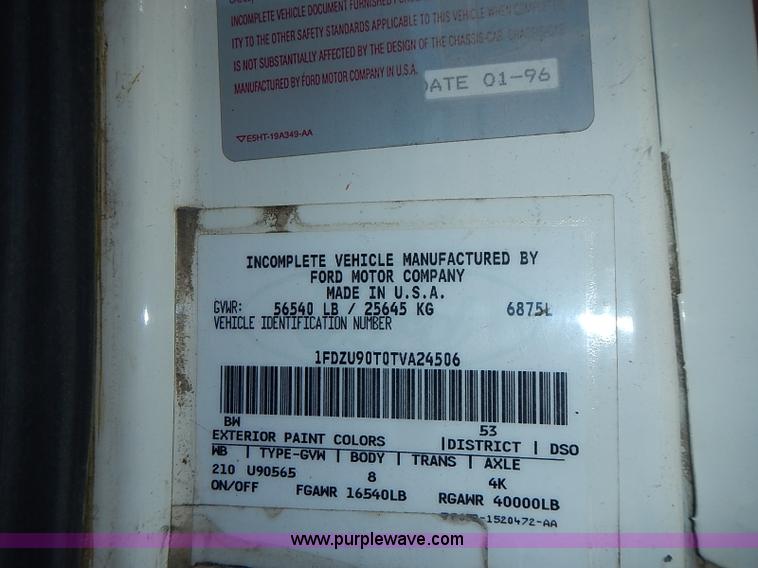 INCOMPLETE VEHICLE DOCUMENT FURNISHED
ITY TO THE OTHER SAFETY STANDARDS APPLICABLE TO THIS VEHICLE WHEN
IS NOT SUBSTANTIALLY AFFECTED BY THE DESIGN OF THE CHASSIS-CAB.
MANUFACTURED BY FORD MOTOR COMPANY IN U.S.A.
DATE 01-96
E5HT-19A349-AA
INCOMPLETE VEHICLE MANUFACTURED BY
FORD MOTOR COMPANY
MADE IN U.S.A.
GVWR: 56540 LB / 25645 KG 6875L
VEHICLE IDENTIFICATION NUMBER
1FDZU90T0TVA24506
BW 53
EXTERIOR PAINT COLORS |DISTRICT | DSO
WB | TYPE-GVW | BODY | TRANS | AXLE
210 U90565 8 4K
ON/OFF FGAWR 16540LB RGAWR 40000LB
-1520472-AA
www.purplewave.com